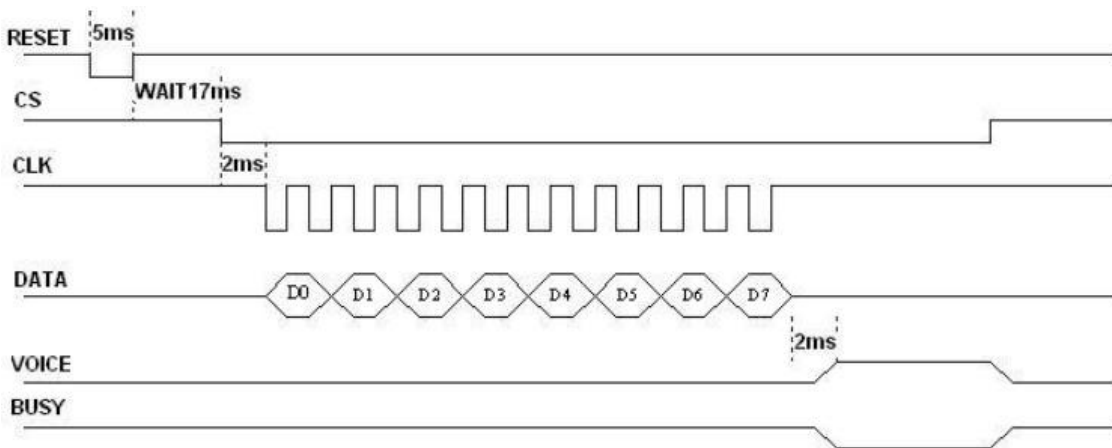 5ms
RESET
WAIT17ms
CS
2ms
CLK
DATA
D0 D1 D2 D3 D4 D5 D6 D7
2ms
VOICE
BUSY